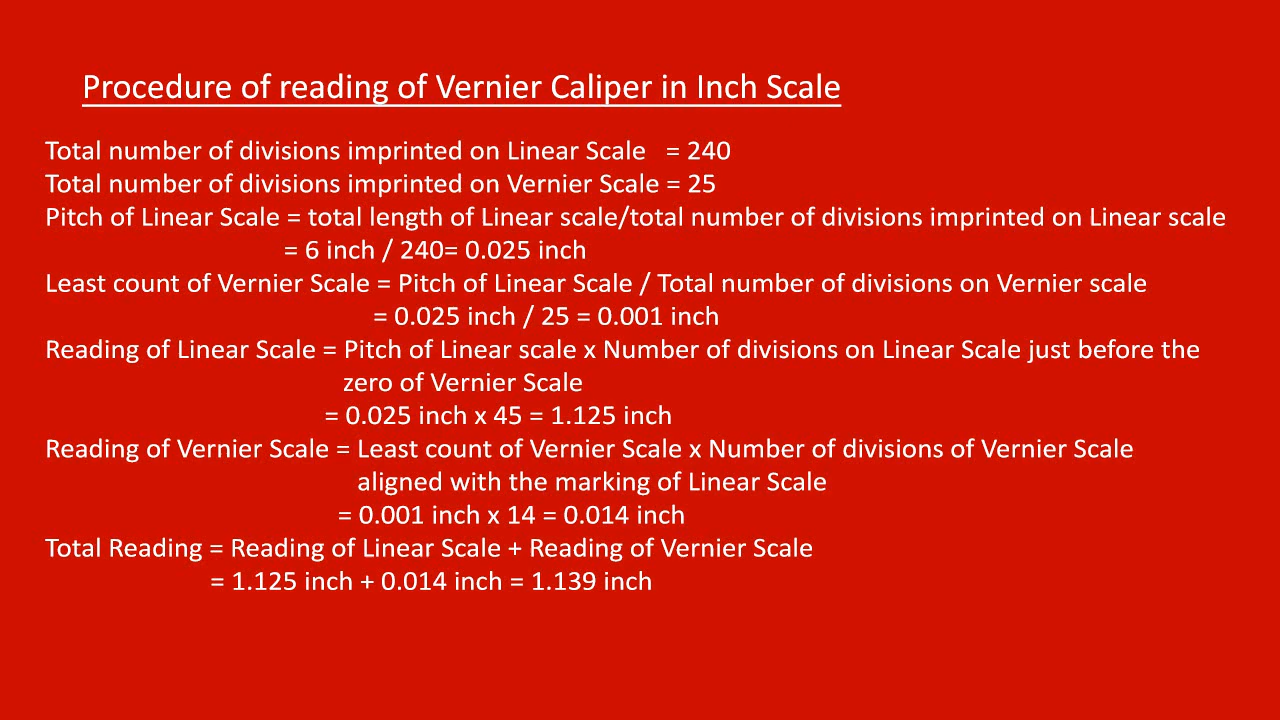 Procedure of reading of Vernier Caliper in Inch Scale
Total number of divisions imprinted on Linear Scale = 240
Total number of divisions imprinted on Vernier Scale = 25
Pitch of Linear Scale = total length of Linear scale/total number of divisions imprinted on Linear scale
= 6 inch / 240= 0.025 inch
Least count of Vernier Scale = Pitch of Linear Scale / Total number of divisions on Vernier scale
= 0.025 inch / 25 = 0.001 inch
Reading of Linear Scale = Pitch of Linear scale x Number of divisions on Linear Scale just before the
zero of Vernier Scale
= 0.025 inch x 45 = 1.125 inch
Reading of Vernier Scale = Least count of Vernier Scale x Number of divisions of Vernier Scale
aligned with the marking of Linear Scale
= 0.001 inch x 14 = 0.014 inch
Total Reading = Reading of Linear Scale + Reading of Vernier Scale
= 1.125 inch + 0.014 inch = 1.139 inch